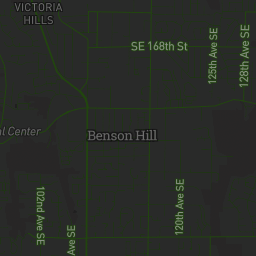 VICTORIA
HILLS
SE 168th St
125th Ave SE
128th Ave SE
al Center
Benson Hill
102nd Ave SE
Ave SE
120th Ave SE